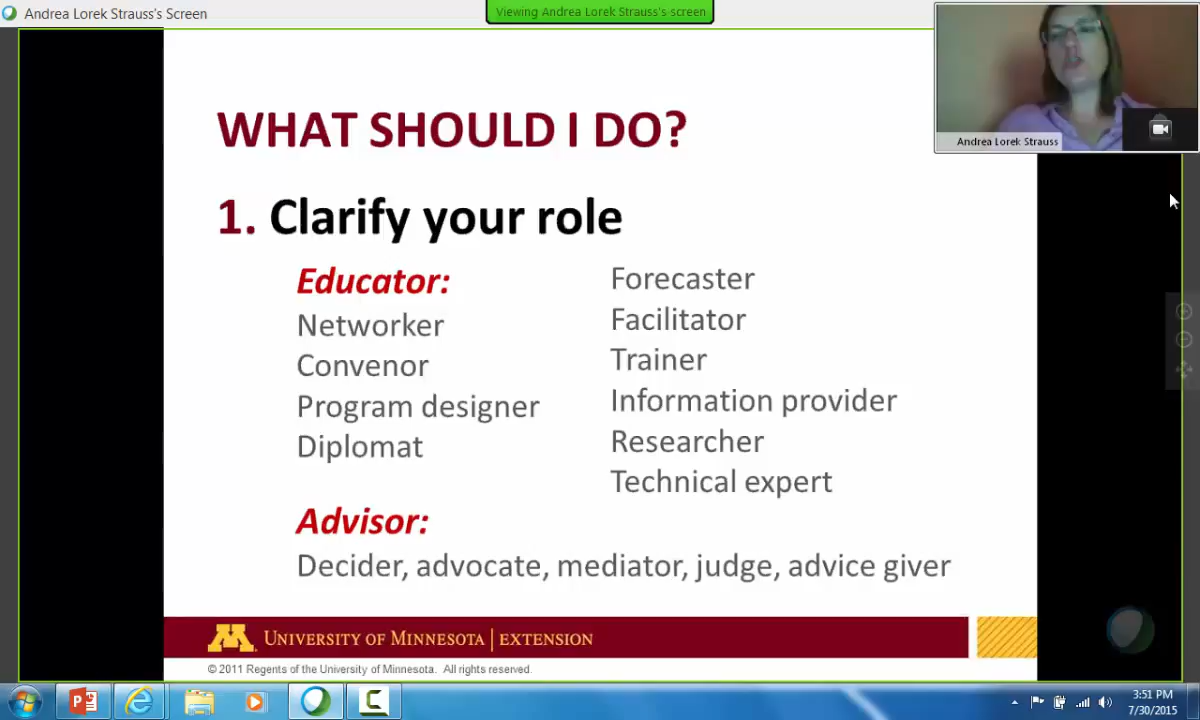 Andrea Lorek Strauss's Screen
Viewing Andrea Lorek Strauss's screen
Andrea Lorek Strauss
WHAT SHOULD I DO?
1. Clarify your role
Educator:
Networker
Convenor
Program designer
Diplomat
Forecaster
Facilitator
Trainer
Information provider
Researcher
Technical expert
Advisor:
Decider, advocate, mediator, judge, advice giver
M UNIVERSITY OF MINNESOTA | EXTENSION
© 2011 Regents of the University of Minnesota. All rights reserved.
3:51 PM
7/30/2015